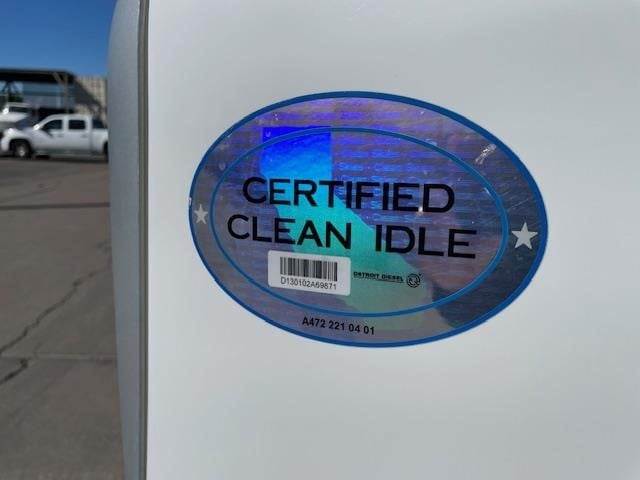 CERTIFIED
CLEAN IDLE
D130102A69871
DETROIT DIESEL
A472 221 04 01